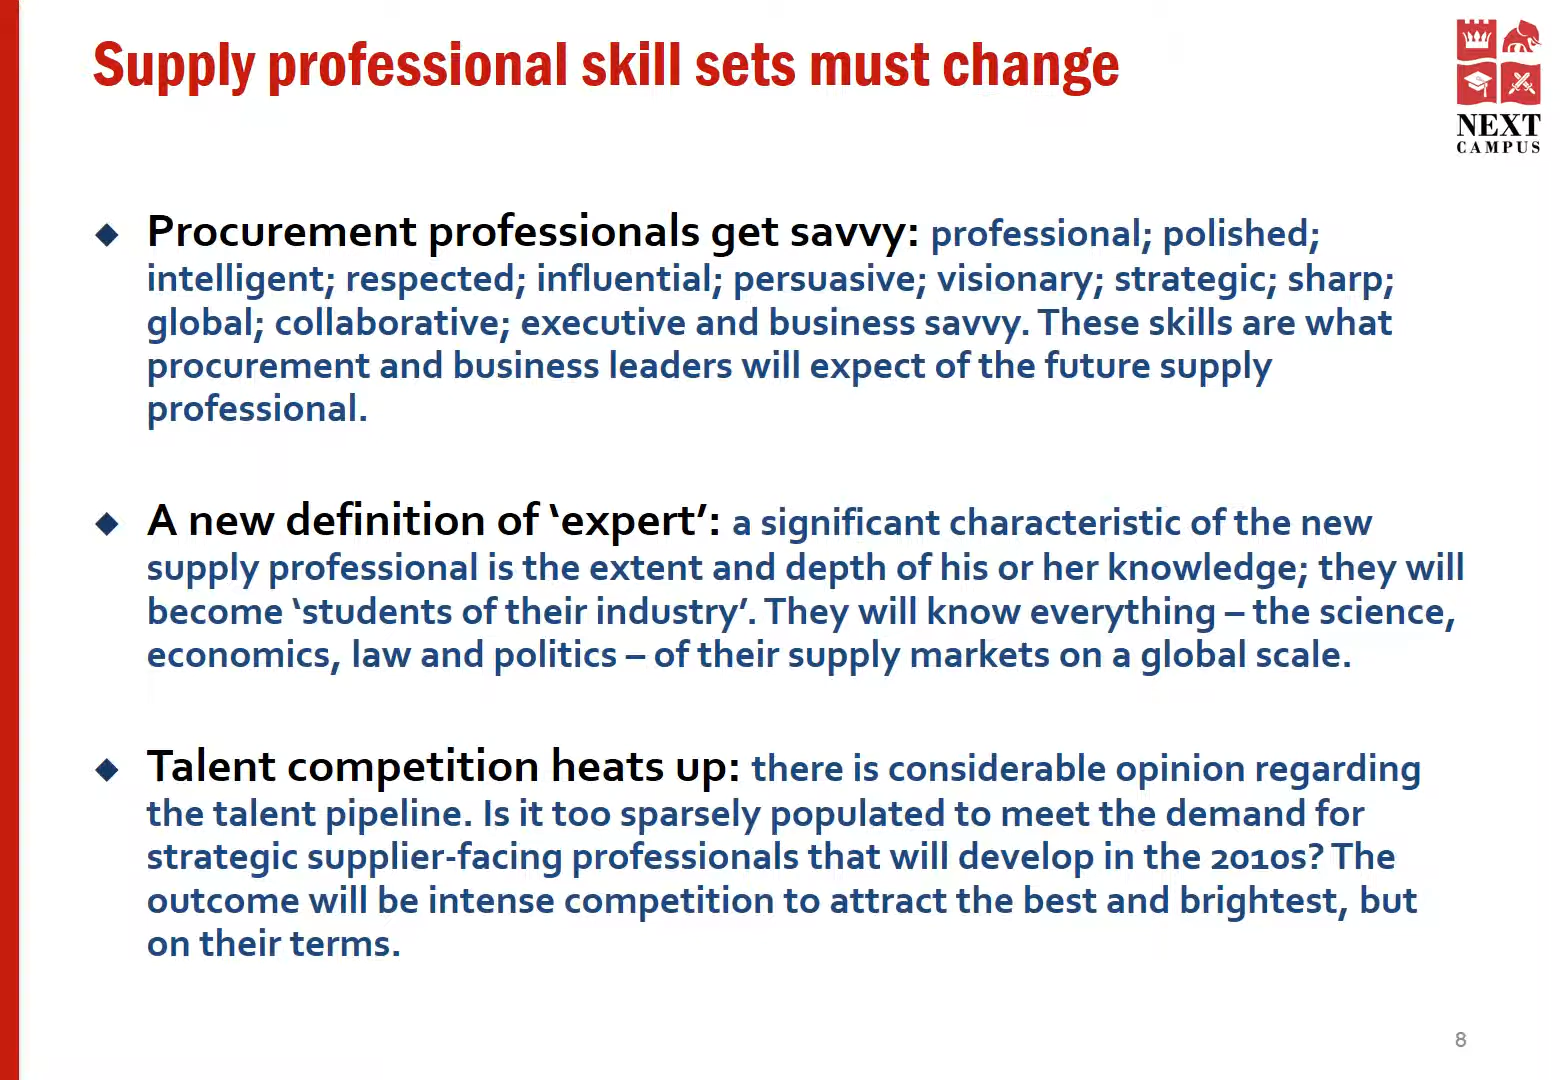 Supply professional skill sets must change
NEXT
CAMPUS
◆ Procurement professionals get savvy: professional; polished;
intelligent; respected; influential; persuasive; visionary; strategic; sharp;
global; collaborative; executive and business savvy. These skills are what
procurement and business leaders will expect of the future supply
professional.
◆ A new definition of ‘expert’: a significant characteristic of the new
supply professional is the extent and depth of his or her knowledge; they will
become ‘students of their industry’. They will know everything – the science,
economics, law and politics – of their supply markets on a global scale.
◆ Talent competition heats up: there is considerable opinion regarding
the talent pipeline. Is it too sparsely populated to meet the demand for
strategic supplier-facing professionals that will develop in the 2010s? The
outcome will be intense competition to attract the best and brightest, but
on their terms.
8